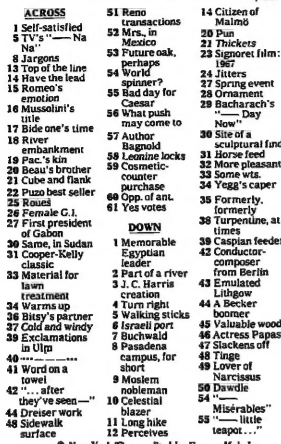 ACROSS
1 Self-satisfied
5 TV's "— Na
Na"
8 Jargons
13 Top of the line
14 Have the lead
15 Romeo's
emotion
16 Mussolini's
title
17 Bide one's time
18 River
embankment
19 Pac.'s kin
20 Beau's brother
21 Cube and flank
22 Puzo best seller
25 Roués
26 Female G.I.
27 First president
of Gabon
30 Same, in Sudan
31 Cooper-Kelly
classic
33 Material for
lawn
treatment
34 Warms up
36 Bitsy's partner
37 Cold and windy
39 Exclamations
in Ulm
41 Word on a
towel
42 "... after
they've seen —"
44 Dreiser work
48 Sidewalk
surface
51 Reno
transactions
52 Mrs., in
Mexico
53 Future oak,
perhaps
54 World
spinner?
55 Bad day for
Caesar
56 What push
may come to
57 Author
Bagnold
58 Leonine locks
59 Cosmetic-
counter
purchase
60 Opp. of ant.
61 Yes votes
DOWN
1 Memorable
Egyptian
leader
2 Part of a river
3 J. C. Harris
creation
4 Turn right
5 Walking sticks
6 Israeli port
7 Buchwald
8 Pasadena
campus, for
short
9 Moslem
nobleman
10 Celestial
blazer
11 Long hike
12 Perceives
14 Citizen of
Malmö
20 Pun
21 Thickets
23 Signoret film:
1967
24 Jitters
27 Spring event
28 Ornament
29 Bacharach's
"— Day
Now"
30 Site of a
sculptural find
31 Horse feed
32 More pleasant
33 Some wts.
34 Yegg's caper
35 Formerly,
formerly
38 Turpentine, at
times
39 Caspian feeder
42 Conductor-
composer
from Berlin
43 Emulated
Lithgow
44 A Becker
boomer
45 Valuable wood
46 Actress Papas
47 Slackens off
48 Tinge
49 Lover of
Narcissus
50 Dawdle
54 "—
Misérables"
55 "— little
teapot..."